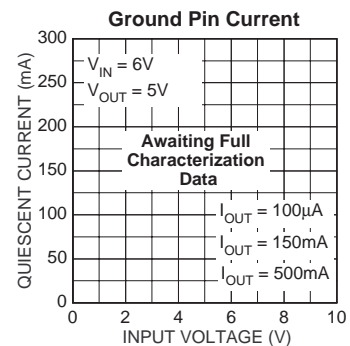 Ground Pin Current
300
250
200
150
100
50
0
QUIESCENT CURRENT (mA)
V_IN = 6V
V_OUT = 5V
Awaiting Full
Characterization
Data
I_OUT = 100µA
I_OUT = 150mA
I_OUT = 500mA
0 2 4 6 8 10
INPUT VOLTAGE (V)